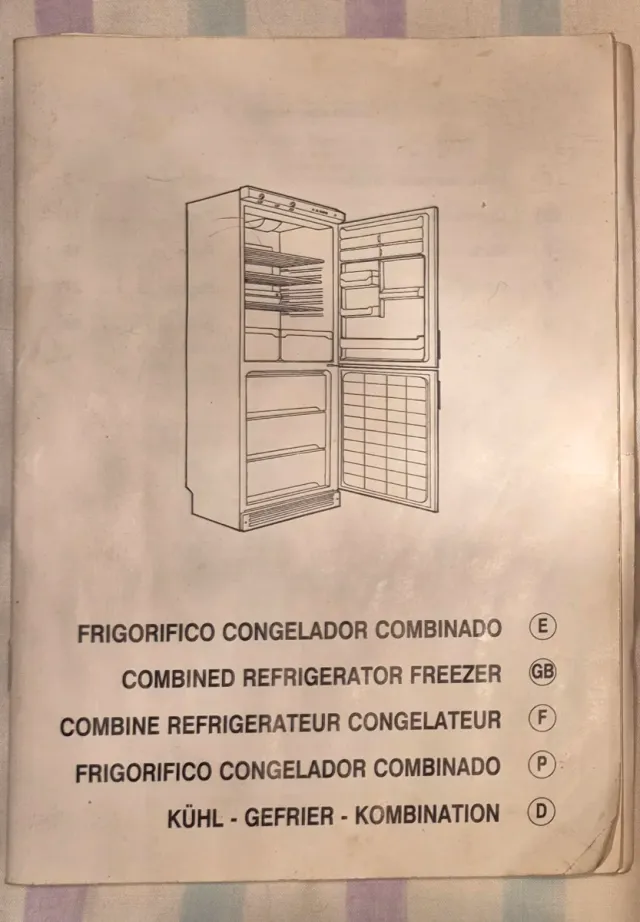 FRIGORIFICO CONGELADOR COMBINADO E
COMBINED REFRIGERATOR FREEZER GB
COMBINE REFRIGERATEUR CONGELATEUR F
FRIGORIFICO CONGELADOR COMBINADO P
KÜHL - GEFRIER - KOMBINATION D